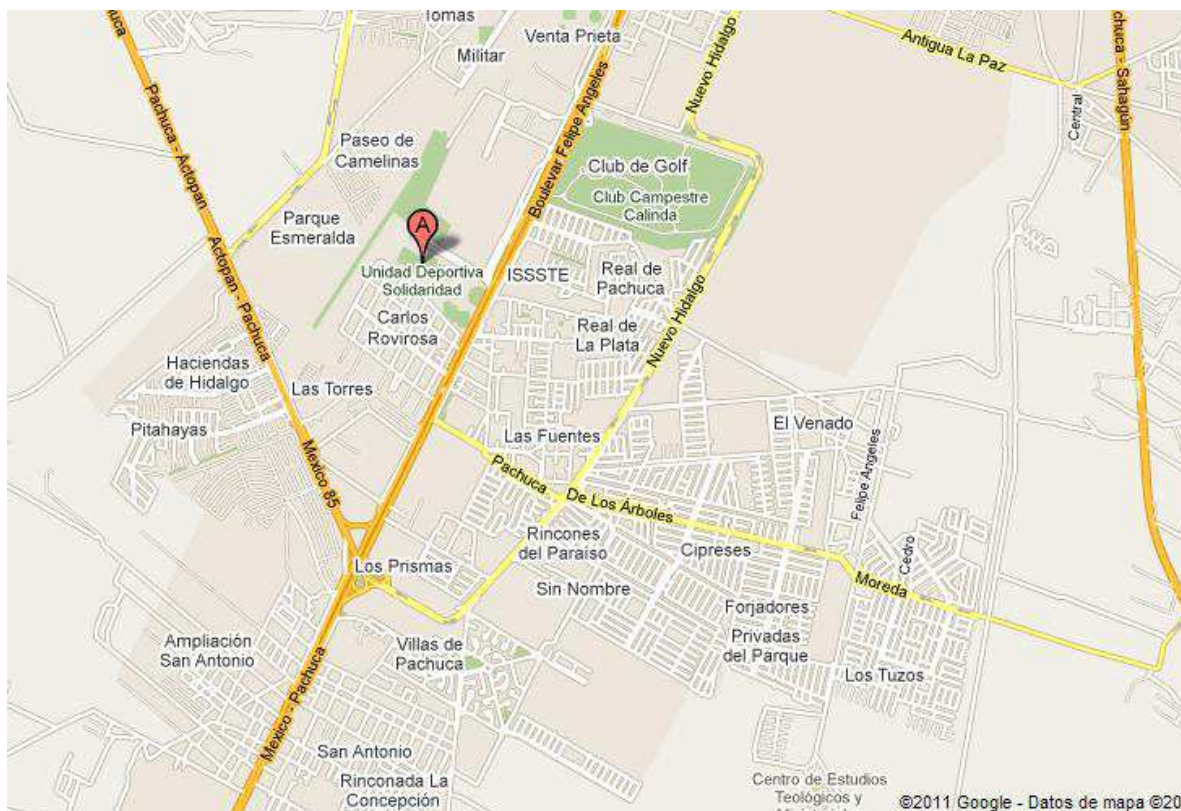 Tomas
Pachuca
Venta Prieta
Militar
Antigua La Paz
Pachuca - Sahagun
Nuevo Hidalgo
Central
Pachuca - Actopan
Boulevar Felipe Angeles
Paseo de
Camelinas
Club de Golf
Club Campestre
Calinda
Parque
Esmeralda
A
Unidad Deportiva
Solidaridad
ISSSTE
Real de
Pachuca
Actopan - Pachuca
Carlos
Rovirosa
Real de
La Plata
Nuevo Hidalgo
Haciendas
de Hidalgo
Las Torres
Pitahayas
Las Fuentes
El Venado
Mexico 85
Pachuca
De Los Árboles
Felipe Angeles
Rincones
del Paraiso
Cipreses
Cedro
Los Prismas
Sin Nombre
Moreda
Forjadores
Ampliación
San Antonio
Villas de
Pachuca
Privadas
del Parque
Los Tuzos
Mexico - Pachuca
San Antonio
Rinconada La
Concepción
Centro de Estudios
Teológicos y
©2011 Google - Datos de mapa ©20